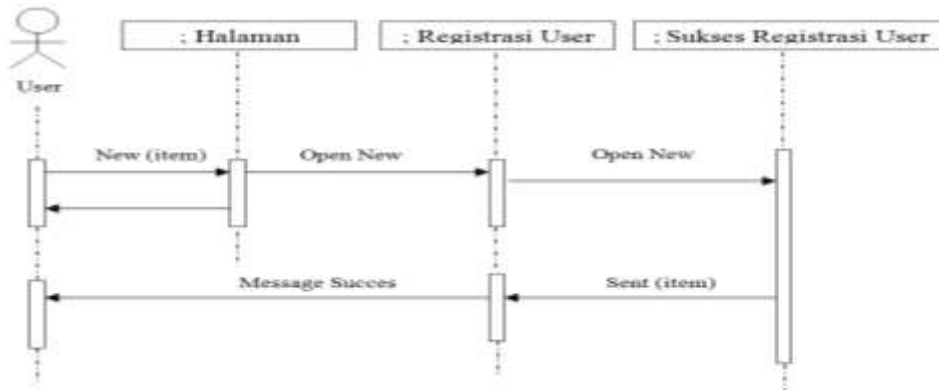 ; Halaman
; Registrasi User
; Sukses Registrasi User
User
New (item)
Open New
Open New
Message Succes
Sent (item)